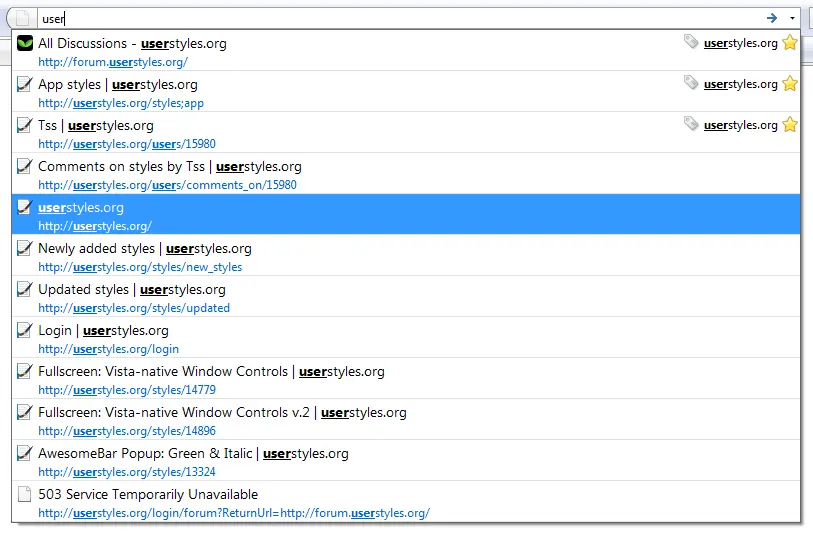 user
All Discussions - userstyles.org userstyles.org
http://forum.userstyles.org/
App styles | userstyles.org userstyles.org
http://userstyles.org/styles;app
Tss | userstyles.org userstyles.org
http://userstyles.org/users/15980
Comments on styles by Tss | userstyles.org
http://userstyles.org/users/comments_on/15980
userstyles.org
http://userstyles.org/
Newly added styles | userstyles.org
http://userstyles.org/styles/new_styles
Updated styles | userstyles.org
http://userstyles.org/styles/updated
Login | userstyles.org
http://userstyles.org/login
Fullscreen: Vista-native Window Controls | userstyles.org
http://userstyles.org/styles/14779
Fullscreen: Vista-native Window Controls v.2 | userstyles.org
http://userstyles.org/styles/14896
AwesomeBar Popup: Green & Italic | userstyles.org
http://userstyles.org/styles/13324
503 Service Temporarily Unavailable
http://userstyles.org/login/forum?ReturnUrl=http://forum.userstyles.org/